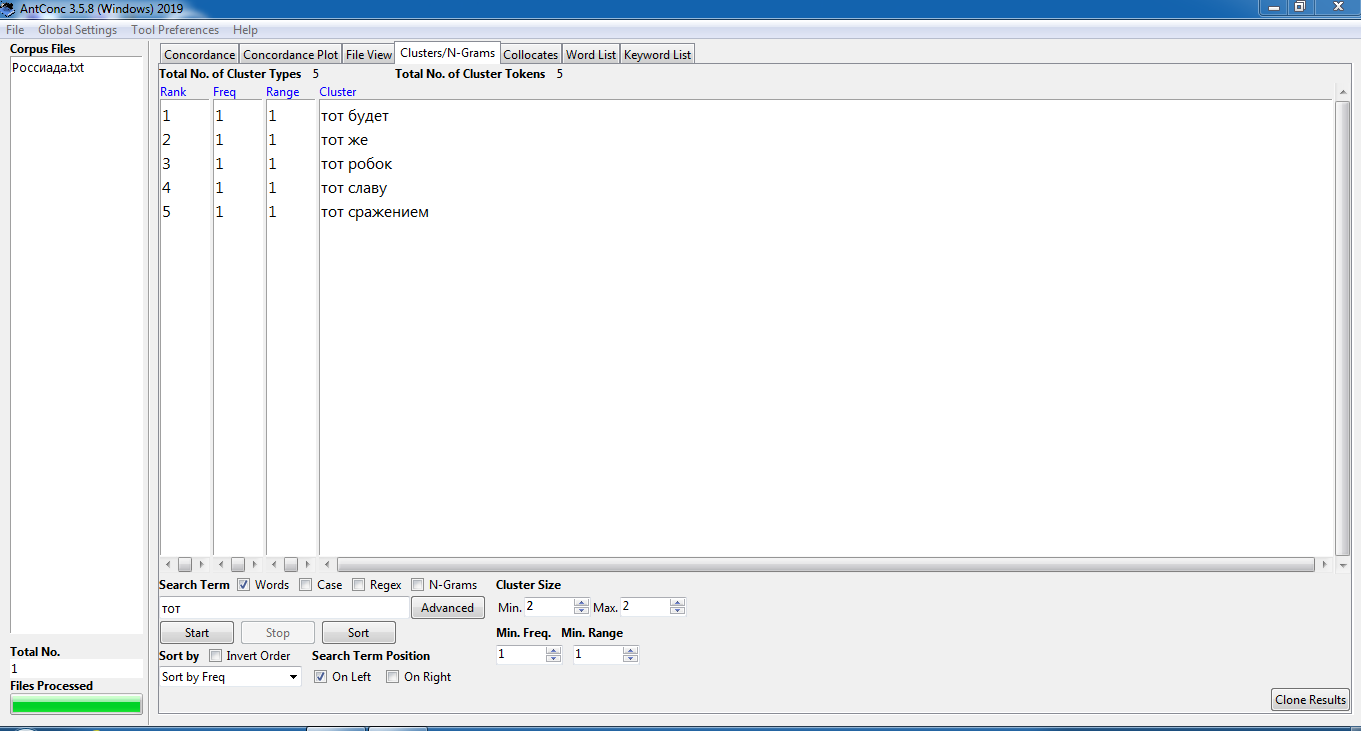 AntConc 3.5.8 (Windows) 2019
File Global Settings Tool Preferences Help
Corpus Files
Россиада.txt
Concordance Concordance Plot File View Clusters/N-Grams Collocates Word List Keyword List
Total No. of Cluster Types 5 Total No. of Cluster Tokens 5
Rank Freq Range Cluster
1 1 1 тот будет
2 1 1 тот же
3 1 1 тот робок
4 1 1 тот славу
5 1 1 тот сражением
Search Term Words Case Regex N-Grams Cluster Size
тот Advanced Min. 2 Max. 2
Start Stop Sort Min. Freq. Min. Range
Sort by Invert Order Search Term Position 1 1
Sort by Freq On Left On Right
Total No.
1
Files Processed
Clone Results